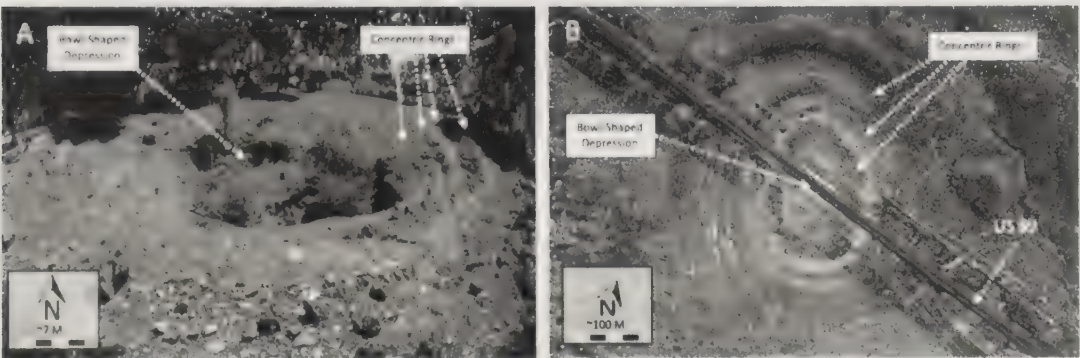 A
Bowl Shaped
Depression
Concentric Rings
N
~7 M
B
Concentric Rings
Bowl Shaped
Depression
US 90
N
~100 M